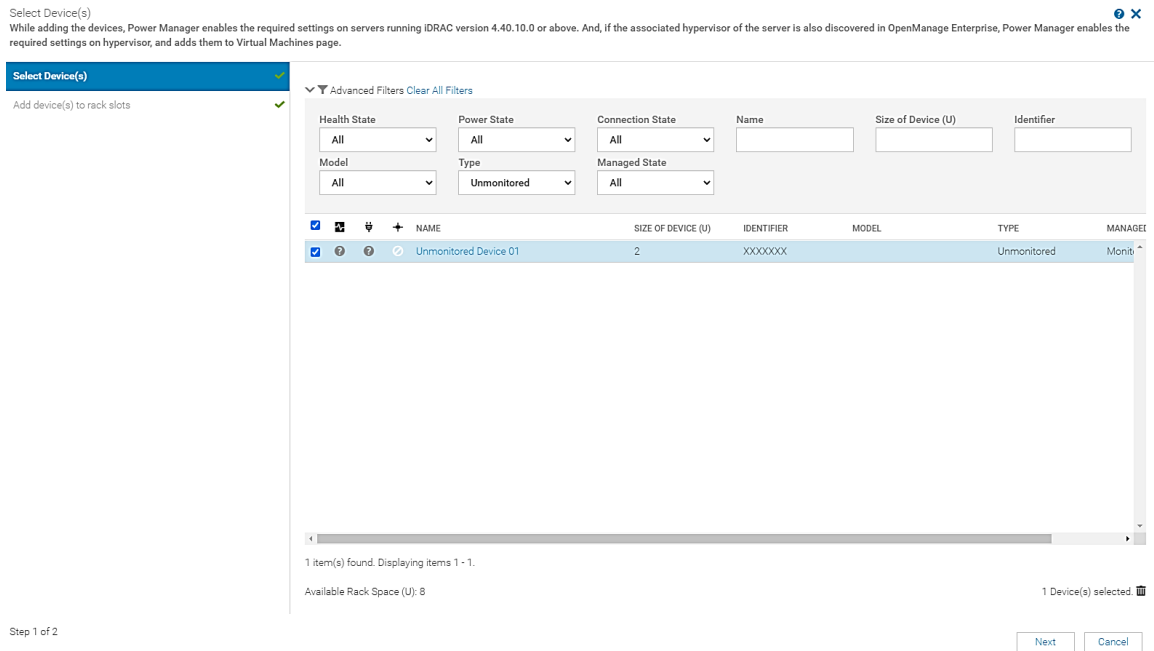 Select Device(s)
While adding the devices, Power Manager enables the required settings on servers running iDRAC version 4.40.10.0 or above. And, if the associated hypervisor of the server is also discovered in OpenManage Enterprise, Power Manager enables the
required settings on hypervisor, and adds them to Virtual Machines page.
Select Device(s)
Add device(s) to rack slots
Advanced Filters Clear All Filters
Health State Power State Connection State Name Size of Device (U) Identifier
All All All
Model Type Managed State
All Unmonitored All
NAME SIZE OF DEVICE (U) IDENTIFIER MODEL TYPE MANAGED
Unmonitored Device 01 2 XXXXXXX Unmonitored Monit
1 item(s) found. Displaying items 1 - 1.
Available Rack Space (U): 8 1 Device(s) selected.
Step 1 of 2
Next Cancel